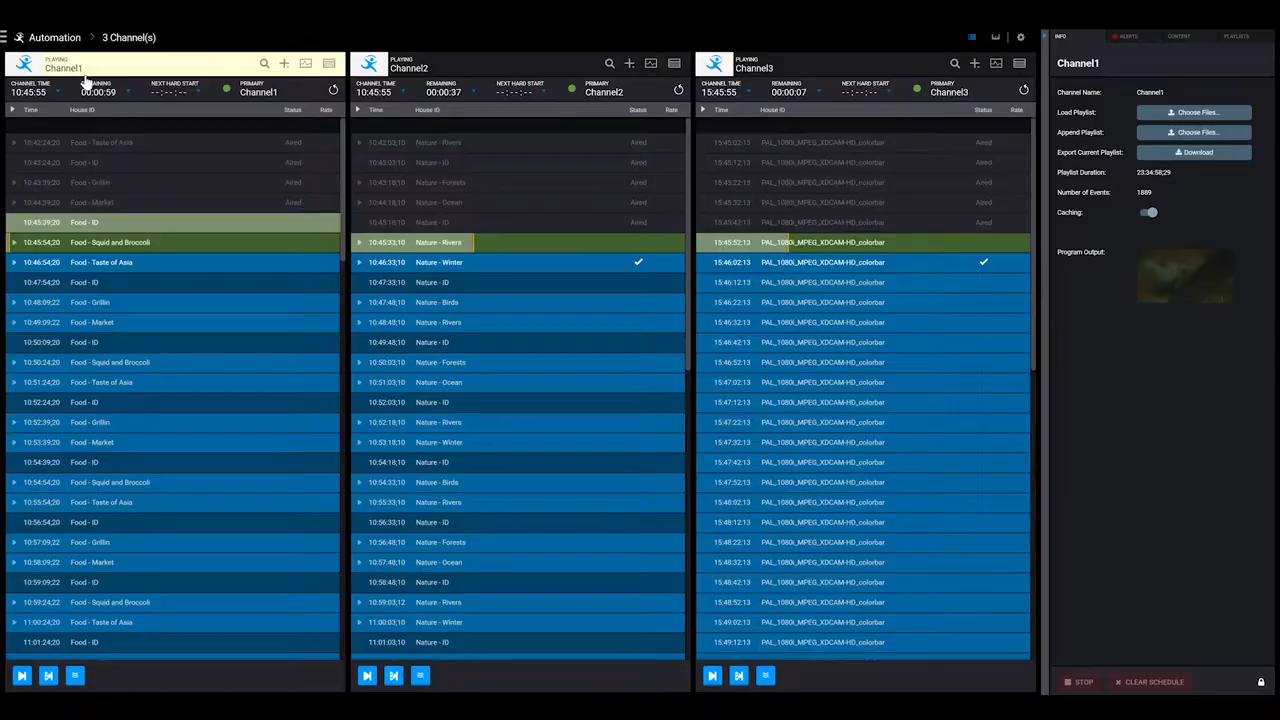 Automation > 3 Channel(s)
PLAYING
Channel1
CHANNEL TIME
10:45:55
REMAINING
00:00:59
NEXT HARD START
--:--:--
PRIMARY
Channel1
Time House ID Status Rate
10:42:24;20 Food - Taste of Asia Aired
10:43:24;20 Food - ID Aired
10:43:39;20 Food - Grillin Aired
10:44:39;20 Food - Market Aired
10:45:39;20 Food - ID
10:45:54;20 Food - Squid and Broccoli
10:46:54;20 Food - Taste of Asia
10:47:54;20 Food - ID
10:48:09;22 Food - Grillin
10:49:09;22 Food - Market
10:50:09;20 Food - ID
10:50:24;20 Food - Squid and Broccoli
10:51:24;20 Food - Taste of Asia
10:52:24;20 Food - ID
10:52:39;20 Food - Grillin
10:53:39;20 Food - Market
10:54:39;20 Food - ID
10:54:54;20 Food - Squid and Broccoli
10:55:54;20 Food - Taste of Asia
10:56:54;20 Food - ID
10:57:09;22 Food - Grillin
10:58:09;22 Food - Market
10:59:09;22 Food - ID
10:59:24;22 Food - Squid and Broccoli
11:00:24;20 Food - Taste of Asia
11:01:24;20 Food - ID
PLAYING
Channel2
CHANNEL TIME
10:45:55
REMAINING
00:00:37
NEXT HARD START
--:--:--
PRIMARY
Channel2
Time House ID Status Rate
10:42:03;10 Nature - Rivers Aired
10:43:03;10 Nature - ID Aired
10:43:18;10 Nature - Forests Aired
10:44:18;10 Nature - Ocean Aired
10:45:18;10 Nature - ID Aired
10:45:33;10 Nature - Rivers
10:46:33;10 Nature - Winter
10:47:33;10 Nature - ID
10:47:48;10 Nature - Birds
10:48:48;10 Nature - Rivers
10:49:48;10 Nature - ID
10:50:03;10 Nature - Forests
10:51:03;10 Nature - Ocean
10:52:03;10 Nature - ID
10:52:18;10 Nature - Rivers
10:53:18;10 Nature - Winter
10:54:18;10 Nature - ID
10:54:33;10 Nature - Birds
10:55:33;10 Nature - Rivers
10:56:33;10 Nature - ID
10:56:48;10 Nature - Forests
10:57:48;10 Nature - Ocean
10:58:48;10 Nature - ID
10:59:03;12 Nature - Rivers
11:00:03;10 Nature - Winter
11:01:03;10 Nature - ID
PLAYING
Channel3
CHANNEL TIME
10:45:55
REMAINING
00:00:07
NEXT HARD START
--:--:--
PRIMARY
Channel3
Time House ID Status Rate
15:45:02:13 PAL_1080i_MPEG_XDCAM-HD_colorbar Aired
15:45:12:13 PAL_1080i_MPEG_XDCAM-HD_colorbar Aired
15:45:22:13 PAL_1080i_MPEG_XDCAM-HD_colorbar Aired
15:45:32:13 PAL_1080i_MPEG_XDCAM-HD_colorbar Aired
15:45:42:13 PAL_1080i_MPEG_XDCAM-HD_colorbar Aired
15:45:52:13 PAL_1080i_MPEG_XDCAM-HD_colorbar
15:46:02:13 PAL_1080i_MPEG_XDCAM-HD_colorbar
15:46:12:13 PAL_1080i_MPEG_XDCAM-HD_colorbar
15:46:22:13 PAL_1080i_MPEG_XDCAM-HD_colorbar
15:46:32:13 PAL_1080i_MPEG_XDCAM-HD_colorbar
15:46:42:13 PAL_1080i_MPEG_XDCAM-HD_colorbar
15:46:52:13 PAL_1080i_MPEG_XDCAM-HD_colorbar
15:47:02:13 PAL_1080i_MPEG_XDCAM-HD_colorbar
15:47:12:13 PAL_1080i_MPEG_XDCAM-HD_colorbar
15:47:22:13 PAL_1080i_MPEG_XDCAM-HD_colorbar
15:47:32:13 PAL_1080i_MPEG_XDCAM-HD_colorbar
15:47:42:13 PAL_1080i_MPEG_XDCAM-HD_colorbar
15:47:52:13 PAL_1080i_MPEG_XDCAM-HD_colorbar
15:48:02:13 PAL_1080i_MPEG_XDCAM-HD_colorbar
15:48:12:13 PAL_1080i_MPEG_XDCAM-HD_colorbar
15:48:22:13 PAL_1080i_MPEG_XDCAM-HD_colorbar
15:48:32:13 PAL_1080i_MPEG_XDCAM-HD_colorbar
15:48:42:13 PAL_1080i_MPEG_XDCAM-HD_colorbar
15:48:52:13 PAL_1080i_MPEG_XDCAM-HD_colorbar
15:49:02:13 PAL_1080i_MPEG_XDCAM-HD_colorbar
15:49:12:13 PAL_1080i_MPEG_XDCAM-HD_colorbar
INFO ALERTS CONTENT PLAYLISTS
Channel1
Channel Name: Channel1
Load Playlist: Choose Files...
Append Playlist: Choose Files...
Export Current Playlist: Download
Playlist Duration: 23:34:58;29
Number of Events: 1889
Caching:
Program Output:
STOP CLEAR SCHEDULE